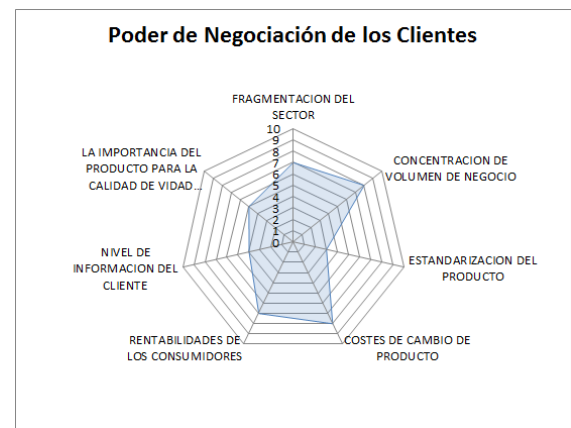 Poder de Negociación de los Clientes
FRAGMENTACION DEL
SECTOR
10
9
8
7
6
5
4
3
2
1
0
CONCENTRACION DE
VOLUMEN DE NEGOCIO
ESTANDARIZACION DEL
PRODUCTO
COSTES DE CAMBIO DE
PRODUCTO
RENTABILIDADES DE
LOS CONSUMIDORES
NIVEL DE
INFORMACION DEL
CLIENTE
LA IMPORTANCIA DEL
PRODUCTO PARA LA
CALIDAD DE VIDAD...